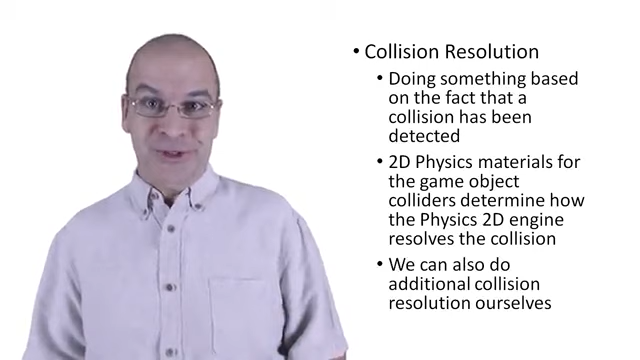 • Collision Resolution
• Doing something based
on the fact that a
collision has been
detected
• 2D Physics materials for
the game object
colliders determine how
the Physics 2D engine
resolves the collision
• We can also do
additional collision
resolution ourselves